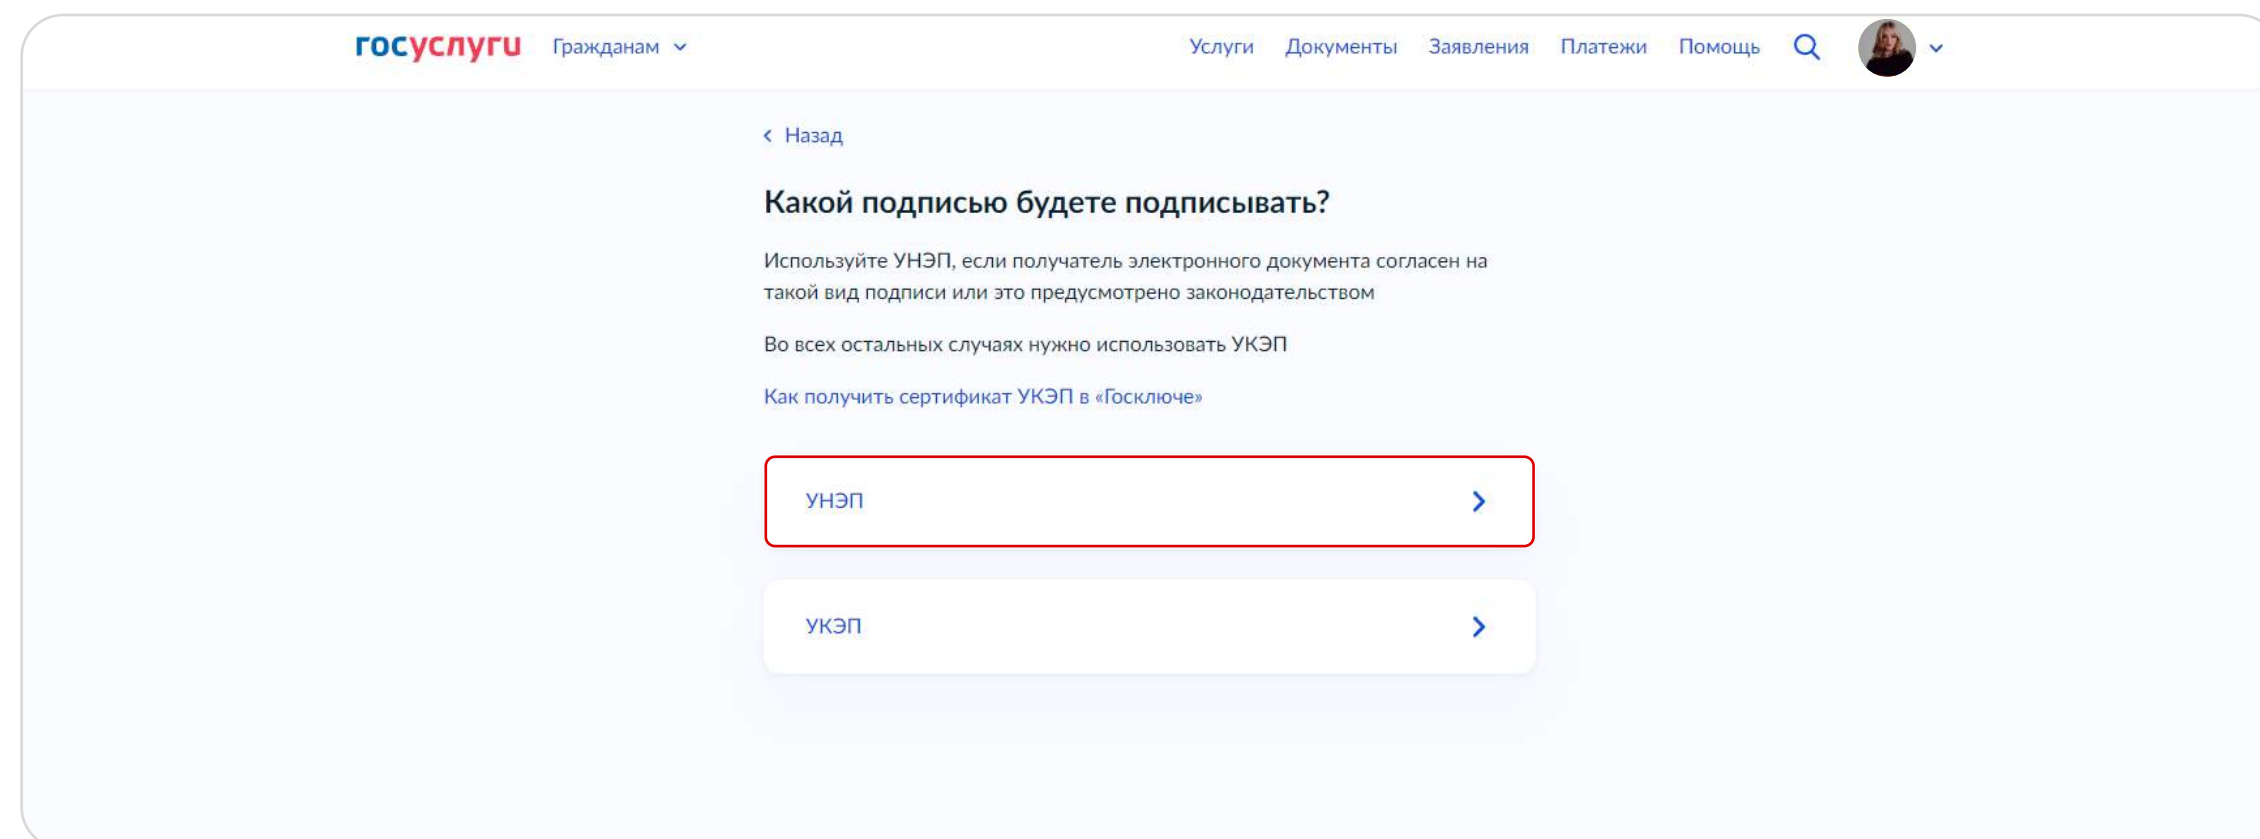 госуслуги Гражданам Услуги Документы Заявления Платежи Помощь
Назад
Какой подписью будете подписывать?
Используйте УНЭП, если получатель электронного документа согласен на
такой вид подписи или это предусмотрено законодательством
Во всех остальных случаях нужно использовать УКЭП
Как получить сертификат УКЭП в «Госключе»
УНЭП
УКЭП